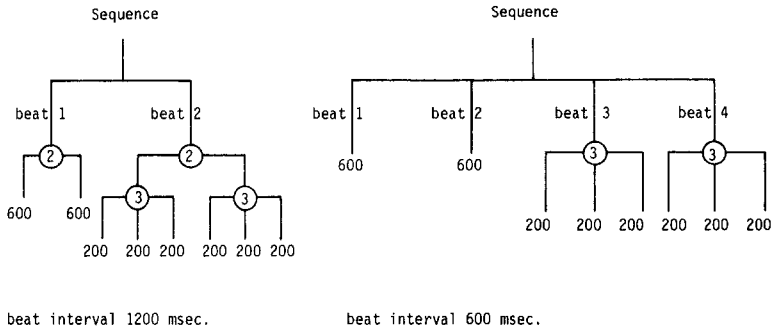 Sequence Sequence
beat 1 beat 2 beat 1 beat 2 beat 3 beat 4
2 2 3 3
600 600
3 3
600 600
200 200 200 200 200 200
200 200 200 200 200 200
beat interval 1200 msec. beat interval 600 msec.